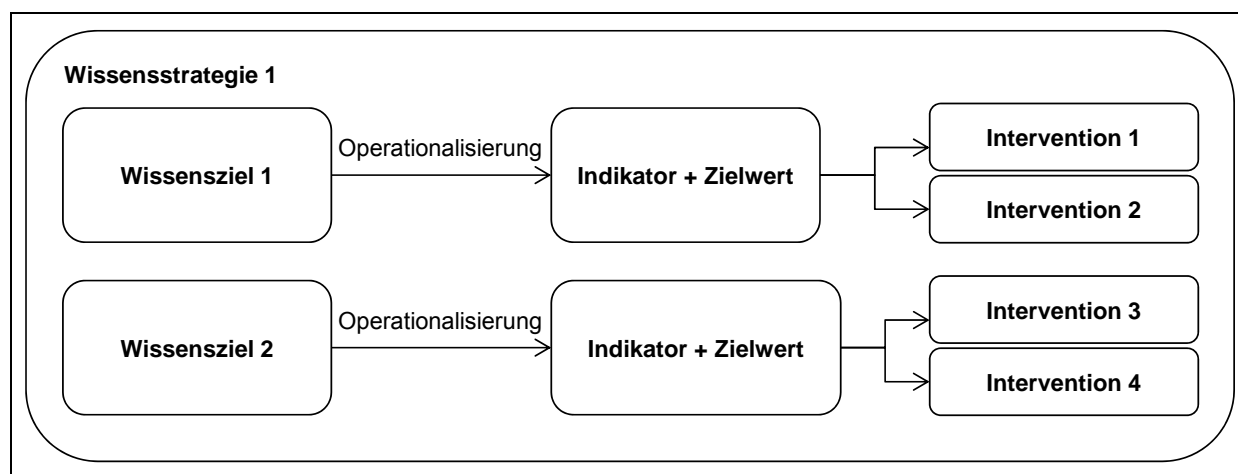 Wissensstrategie 1
Wissensziel 1
Operationalisierung
Indikator + Zielwert
Intervention 1
Intervention 2
Wissensziel 2
Operationalisierung
Indikator + Zielwert
Intervention 3
Intervention 4